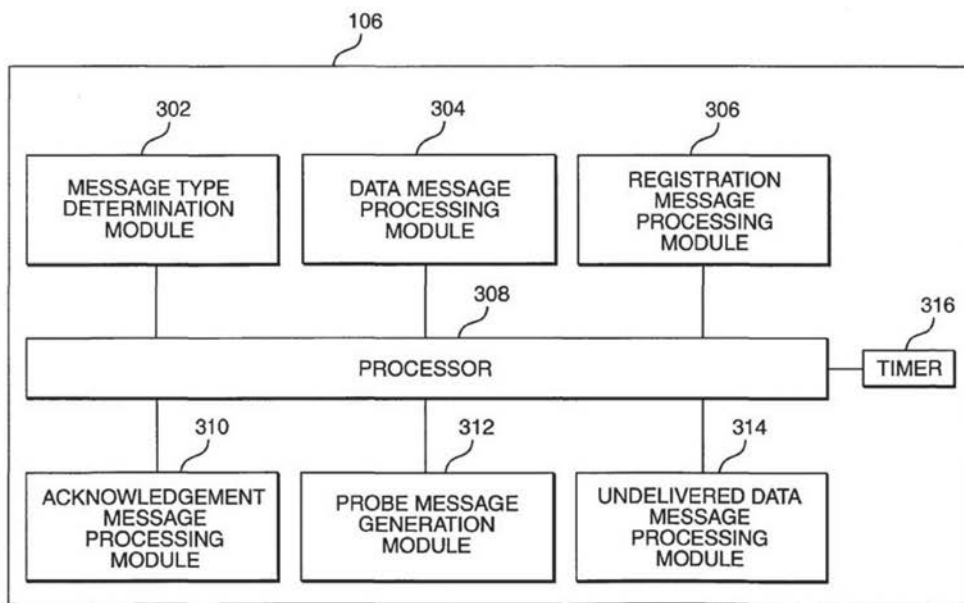 106
302
304
306
MESSAGE TYPE
DETERMINATION
MODULE
DATA MESSAGE
PROCESSING
MODULE
REGISTRATION
MESSAGE
PROCESSING
MODULE
308
316
PROCESSOR
TIMER
310
312
314
ACKNOWLEDGEMENT
MESSAGE
PROCESSING
MODULE
PROBE MESSAGE
GENERATION
MODULE
UNDELIVERED DATA
MESSAGE
PROCESSING
MODULE